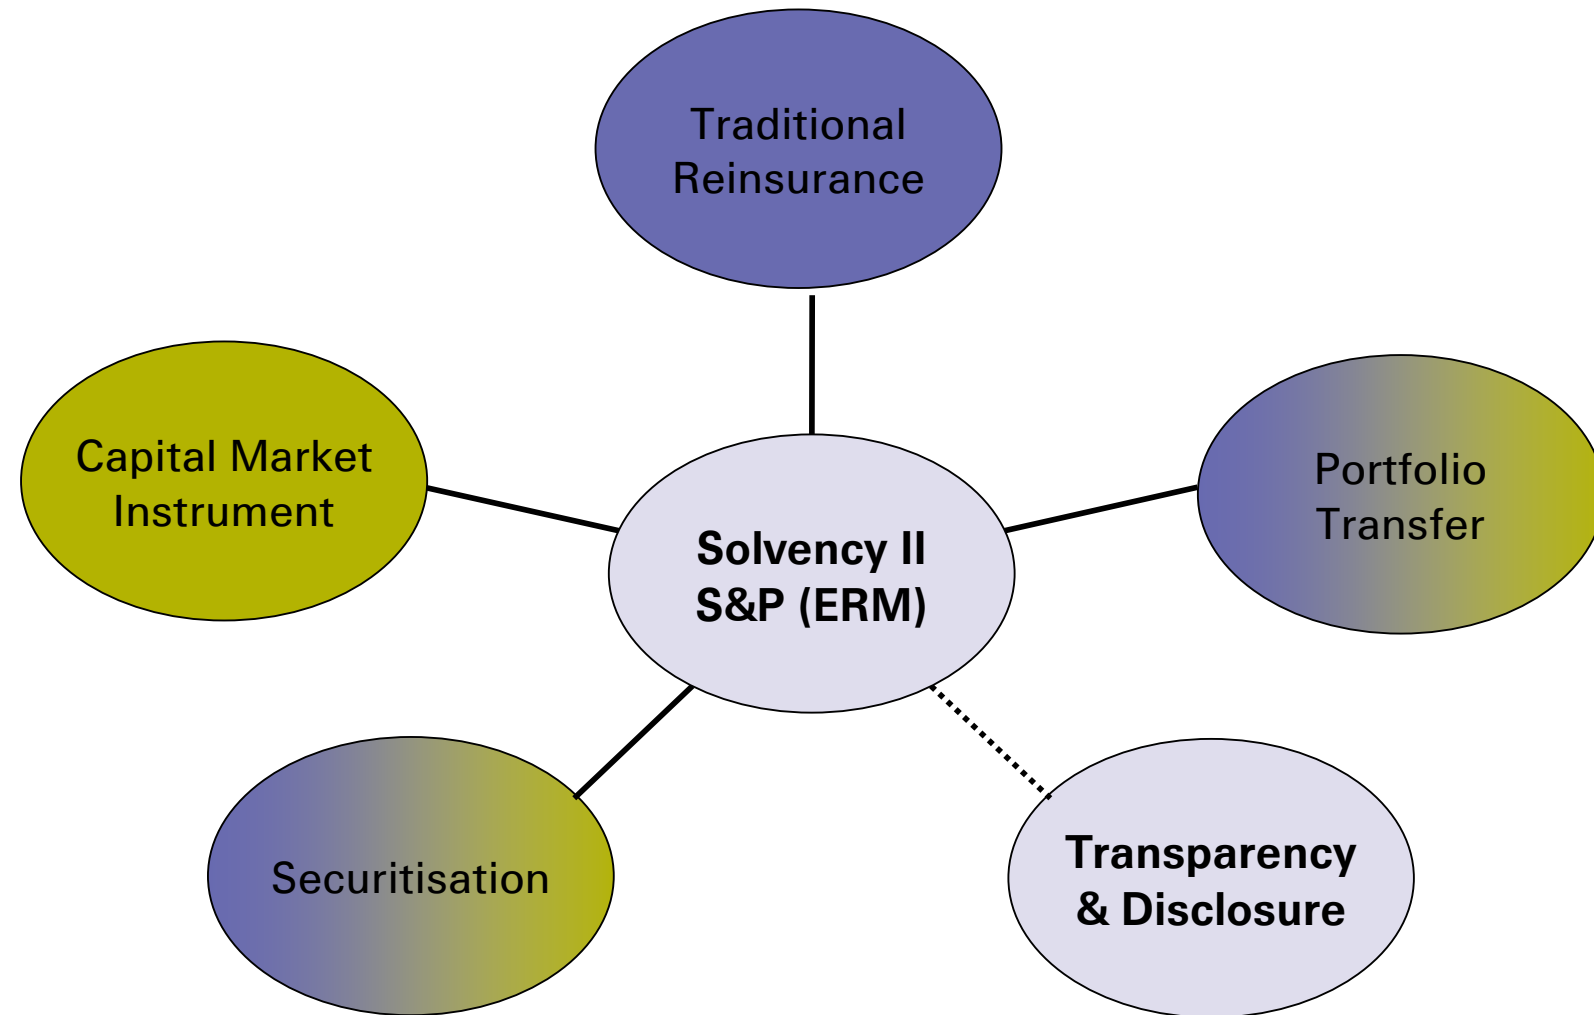 Traditional
Reinsurance
Capital Market
Instrument
Portfolio
Transfer
Solvency II
S&P (ERM)
Securitisation
Transparency
& Disclosure